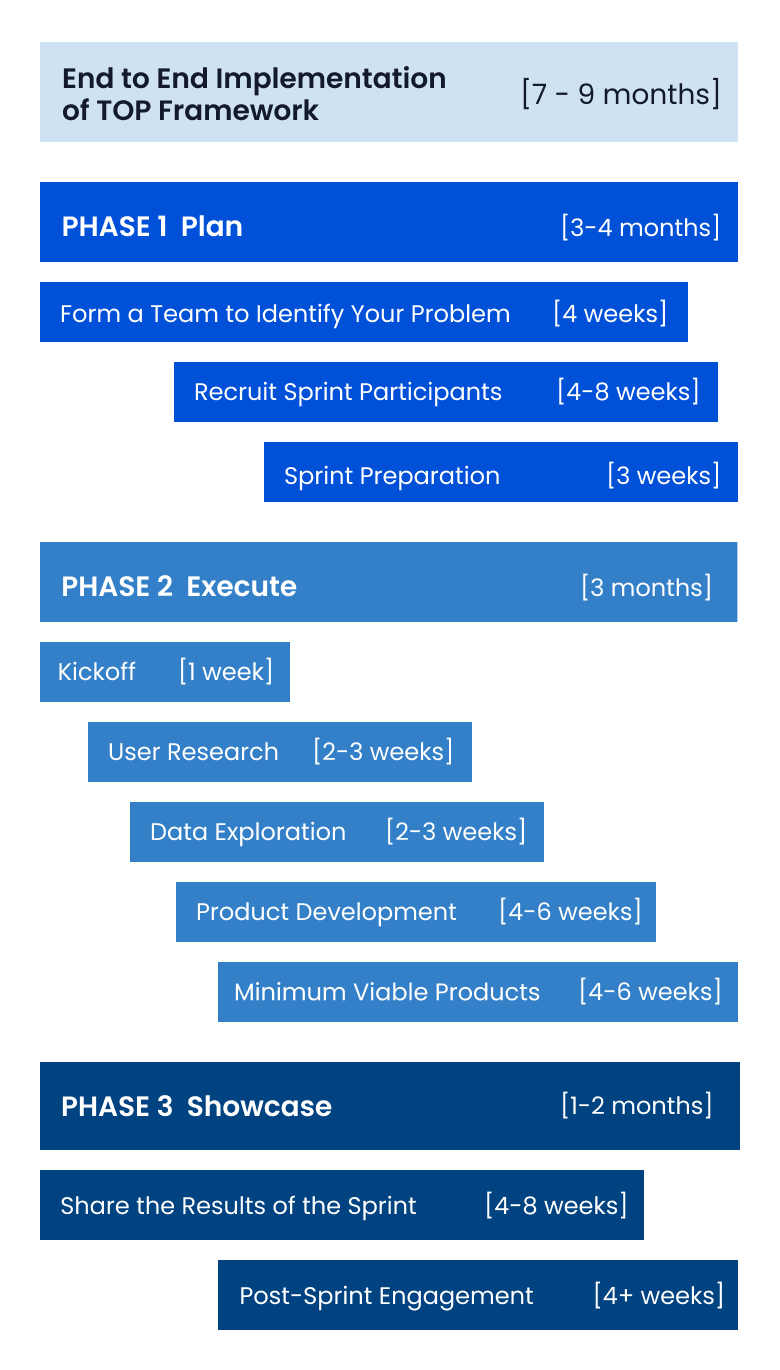 End to End Implementation
of TOP Framework
[7 - 9 months]
PHASE 1 Plan [3-4 months]
Form a Team to Identify Your Problem [4 weeks]
Recruit Sprint Participants [4-8 weeks]
Sprint Preparation [3 weeks]
PHASE 2 Execute [3 months]
Kickoff [1 week]
User Research [2-3 weeks]
Data Exploration [2-3 weeks]
Product Development [4-6 weeks]
Minimum Viable Products [4-6 weeks]
PHASE 3 Showcase [1-2 months]
Share the Results of the Sprint [4-8 weeks]
Post-Sprint Engagement [4+ weeks]